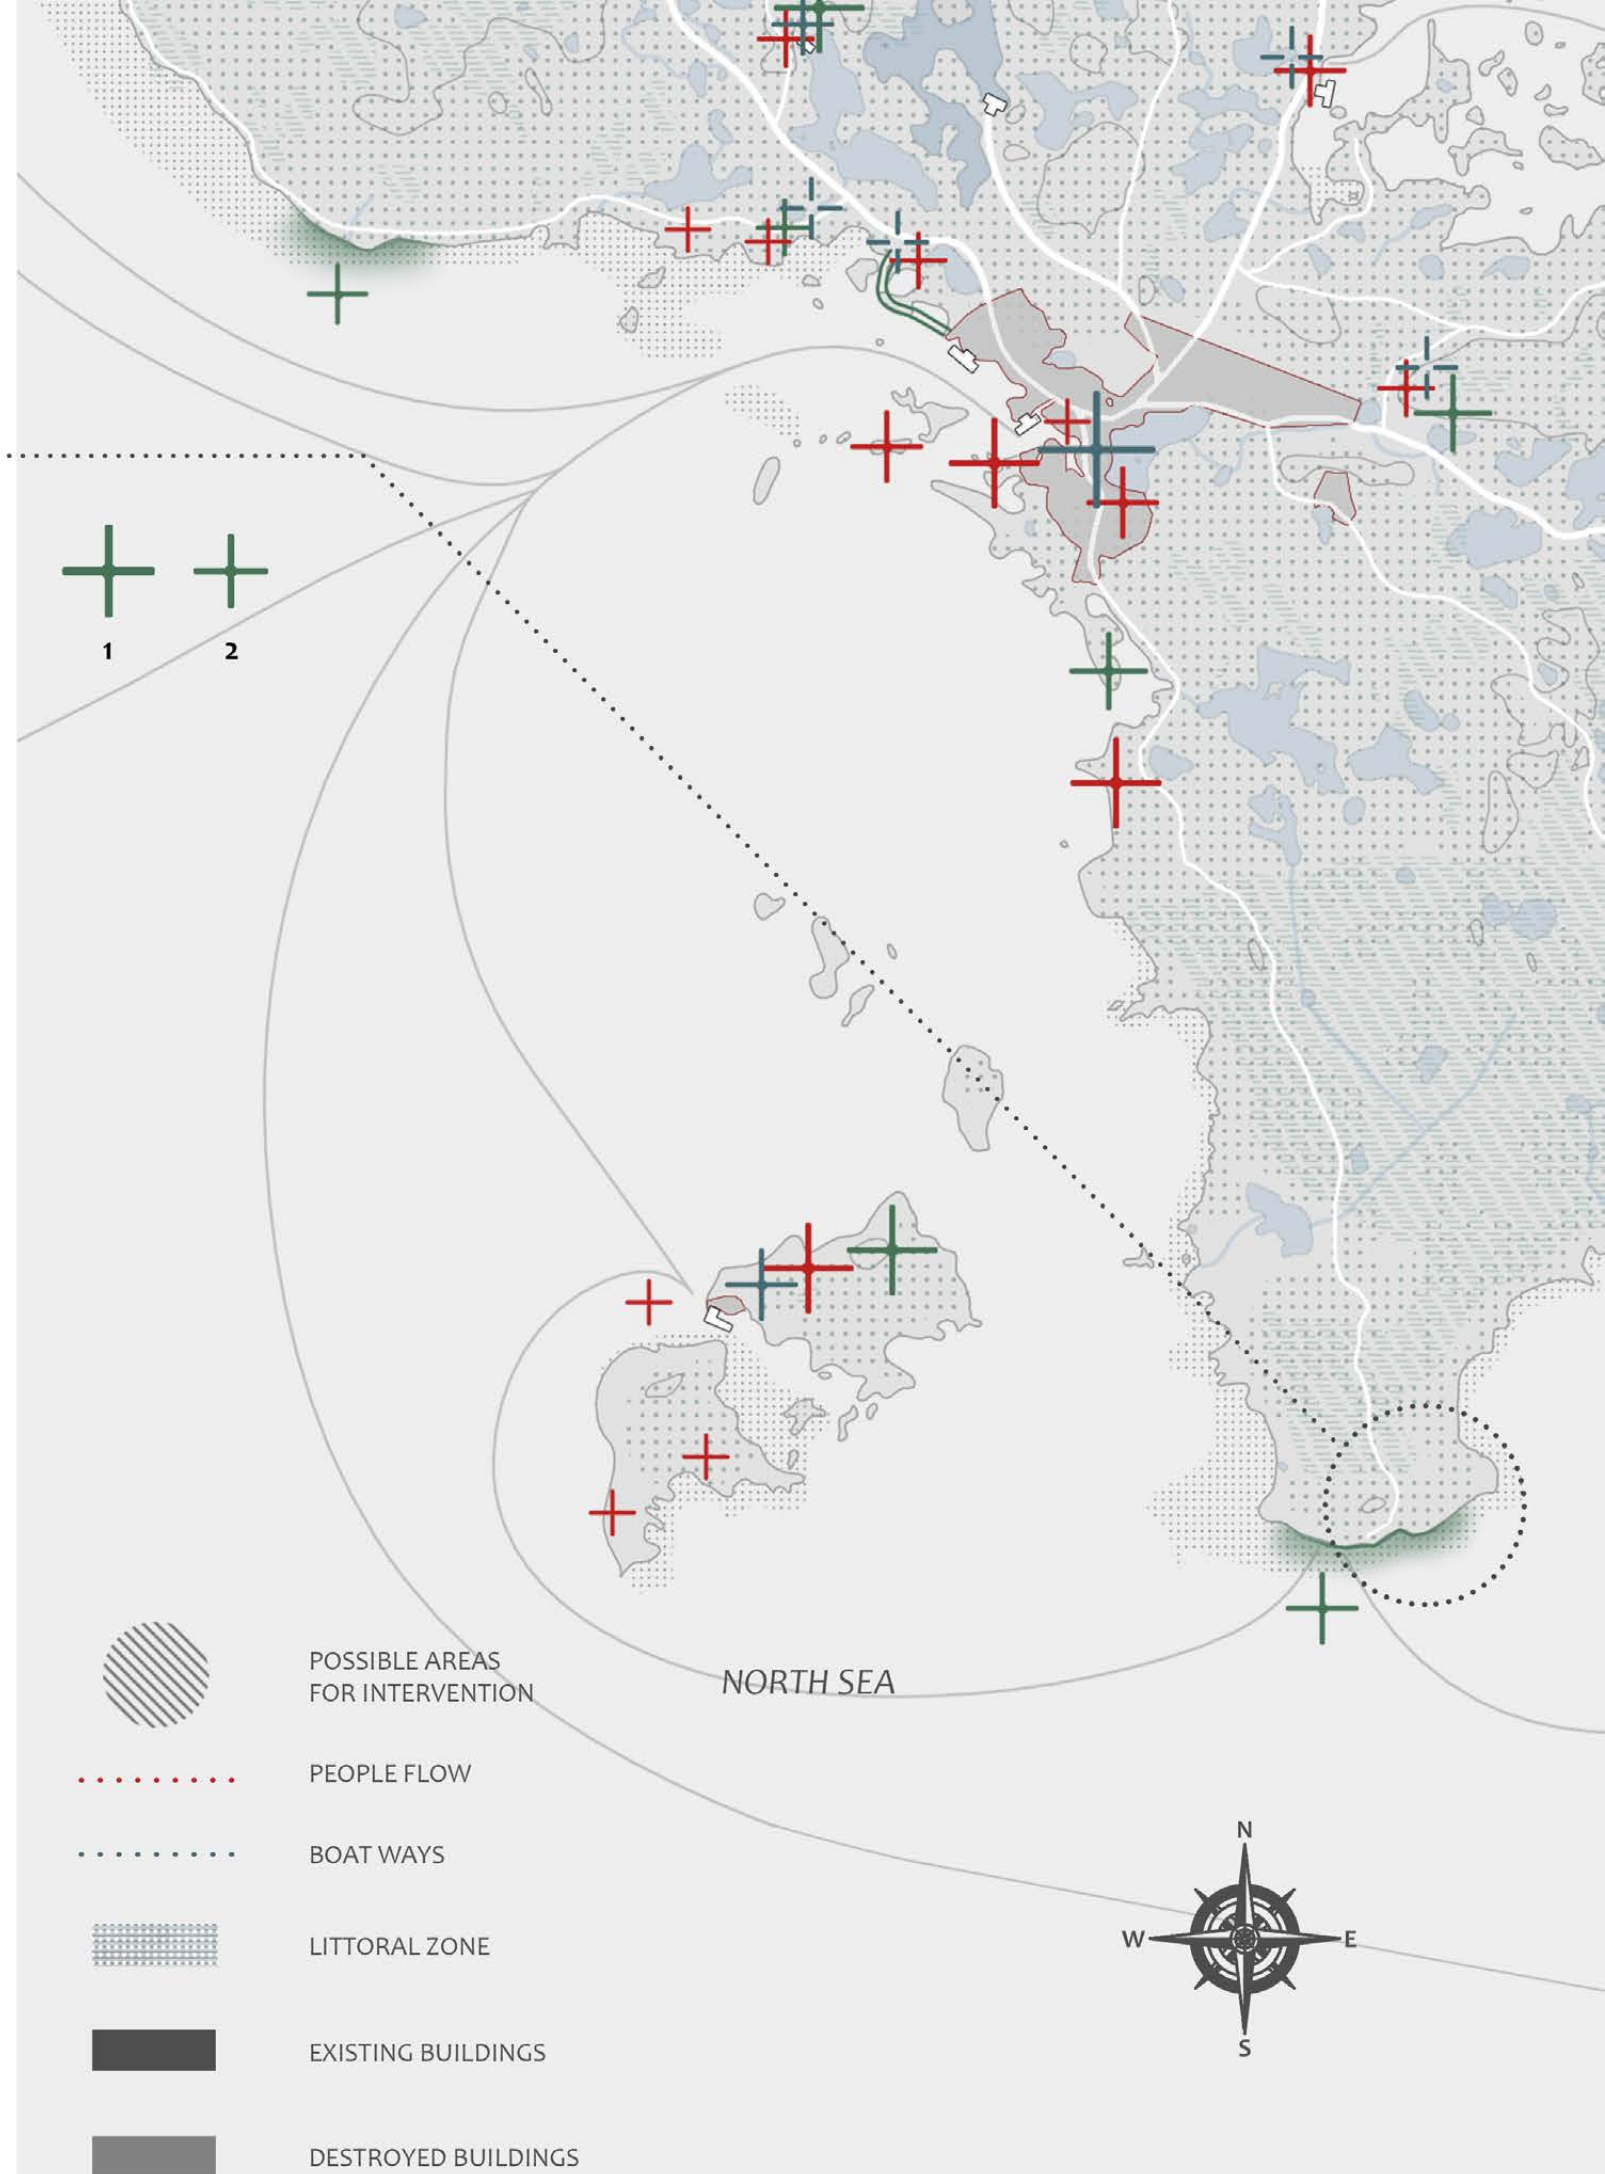 1
2
POSSIBLE AREAS
FOR INTERVENTION
NORTH SEA
PEOPLE FLOW
BOAT WAYS
N
W
E
S
LITTORAL ZONE
EXISTING BUILDINGS
DESTROYED BUILDINGS